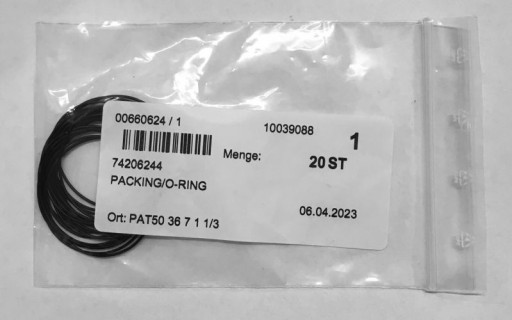 00660624 / 1
10039088
1
Menge:
20 ST
74206244
PACKING/O-RING
06.04.2023
Ort: PAT50 36 7 1 1/3